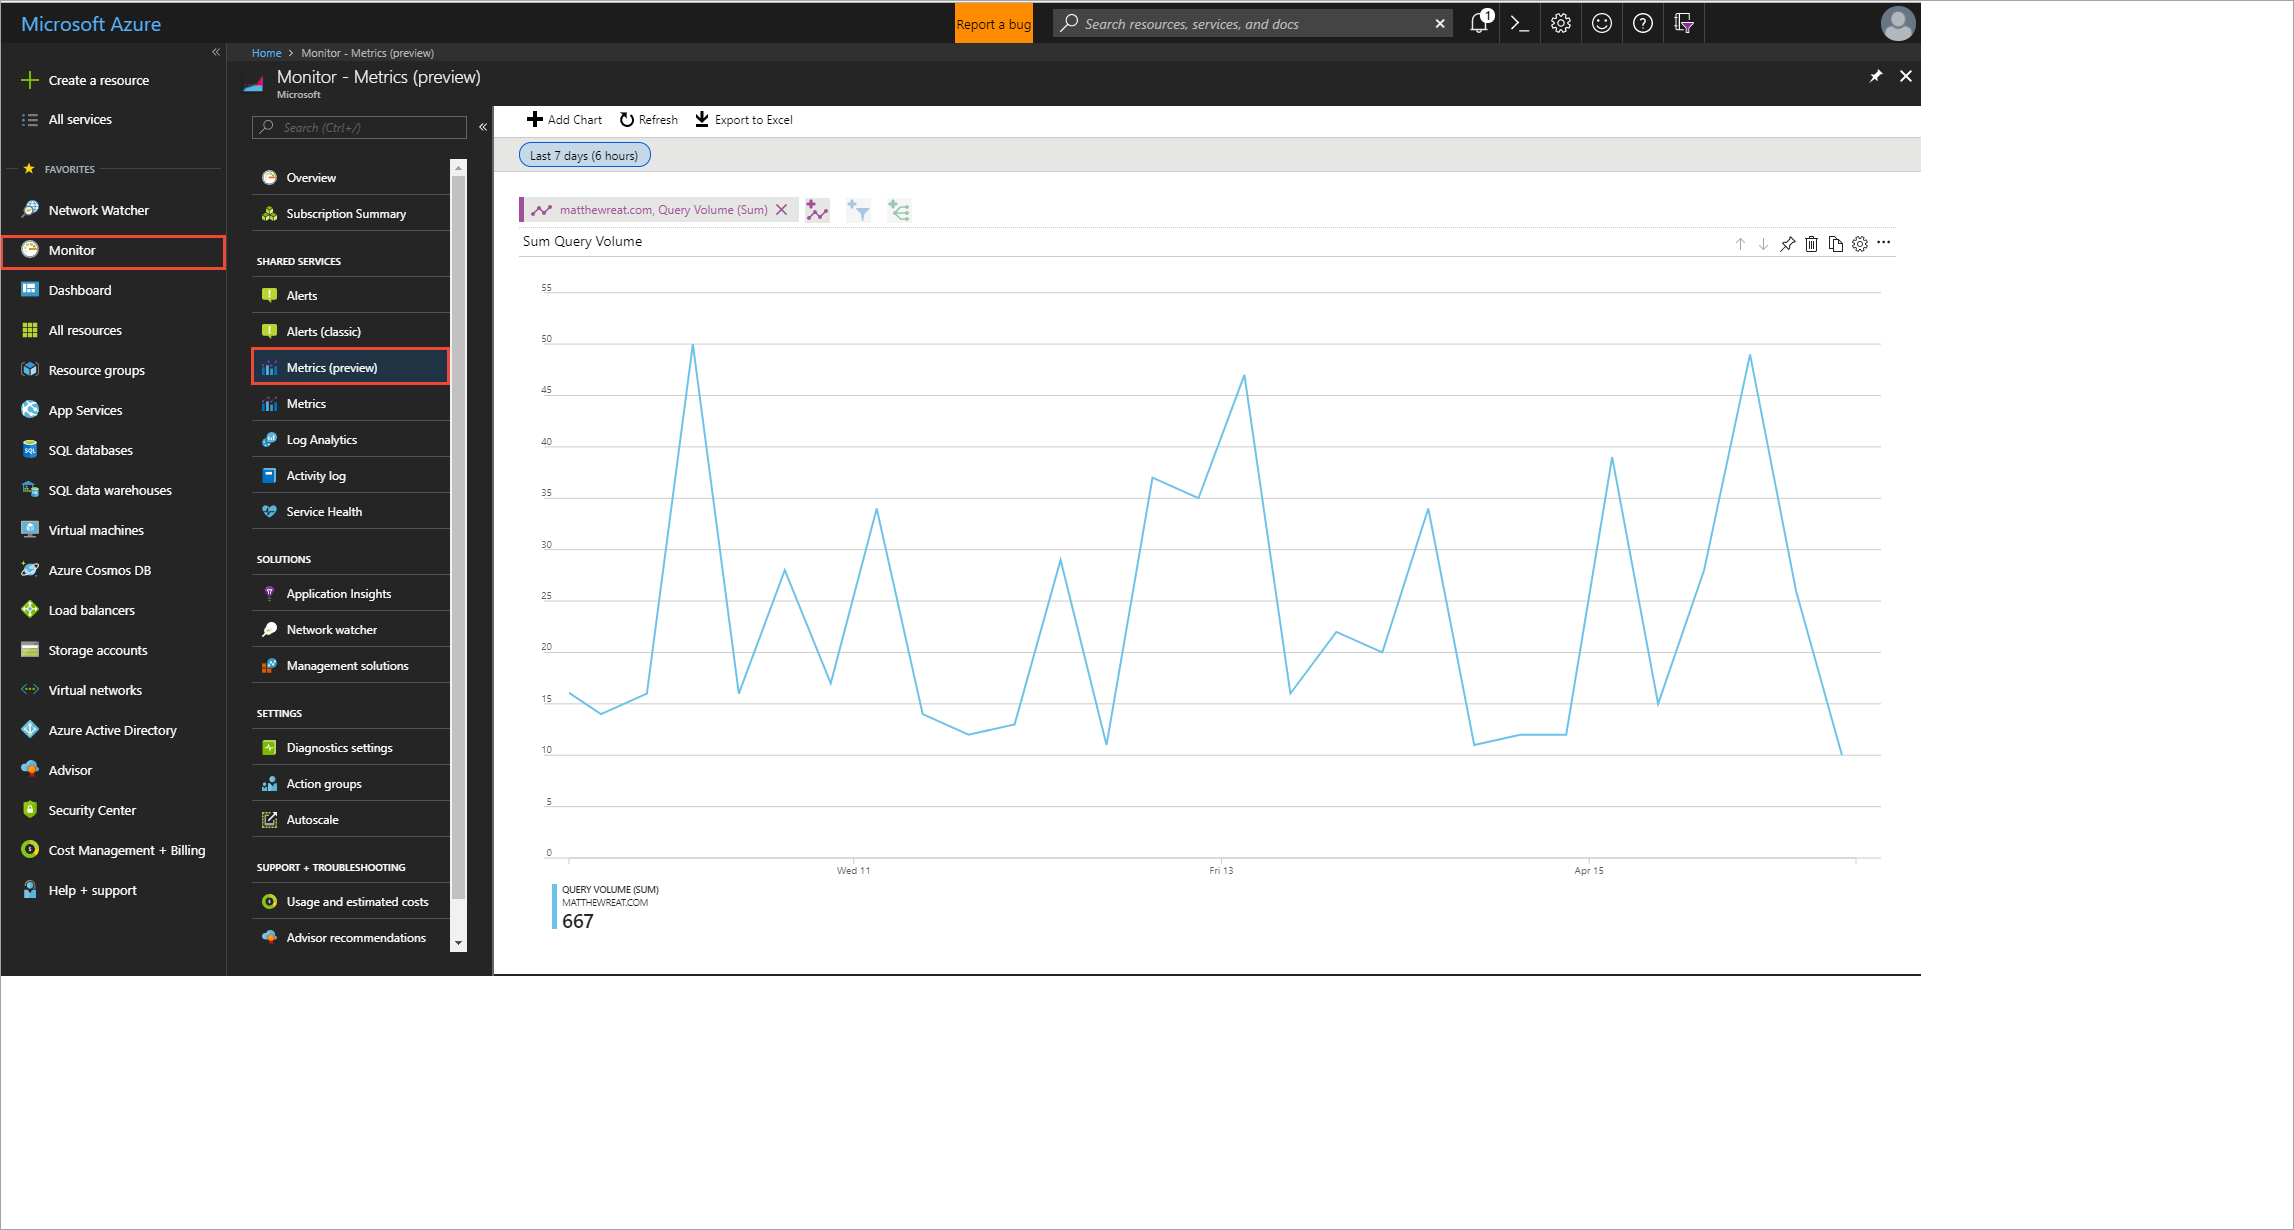 Microsoft Azure
Report a bug
Search resources, services, and docs
1
Create a resource
All services
FAVORITES
Network Watcher
Monitor
Dashboard
All resources
Resource groups
App Services
SQL databases
SQL data warehouses
Virtual machines
Azure Cosmos DB
Load balancers
Storage accounts
Virtual networks
Azure Active Directory
Advisor
Security Center
Cost Management + Billing
Help + support
Home > Monitor - Metrics (preview)
Monitor - Metrics (preview)
Microsoft
Search (Ctrl+/)
Overview
Subscription Summary
SHARED SERVICES
Alerts
Alerts (classic)
Metrics (preview)
Metrics
Log Analytics
Activity log
Service Health
SOLUTIONS
Application Insights
Network watcher
Management solutions
SETTINGS
Diagnostics settings
Action groups
Autoscale
SUPPORT + TROUBLESHOOTING
Usage and estimated costs
Advisor recommendations
Add Chart Refresh Export to Excel
Last 7 days (6 hours)
matthewreat.com, Query Volume (Sum)
Sum Query Volume
55
50
45
40
35
30
25
20
15
10
5
0
Wed 11 Fri 13 Apr 15
QUERY VOLUME (SUM)
MATTHEWREAT.COM
667